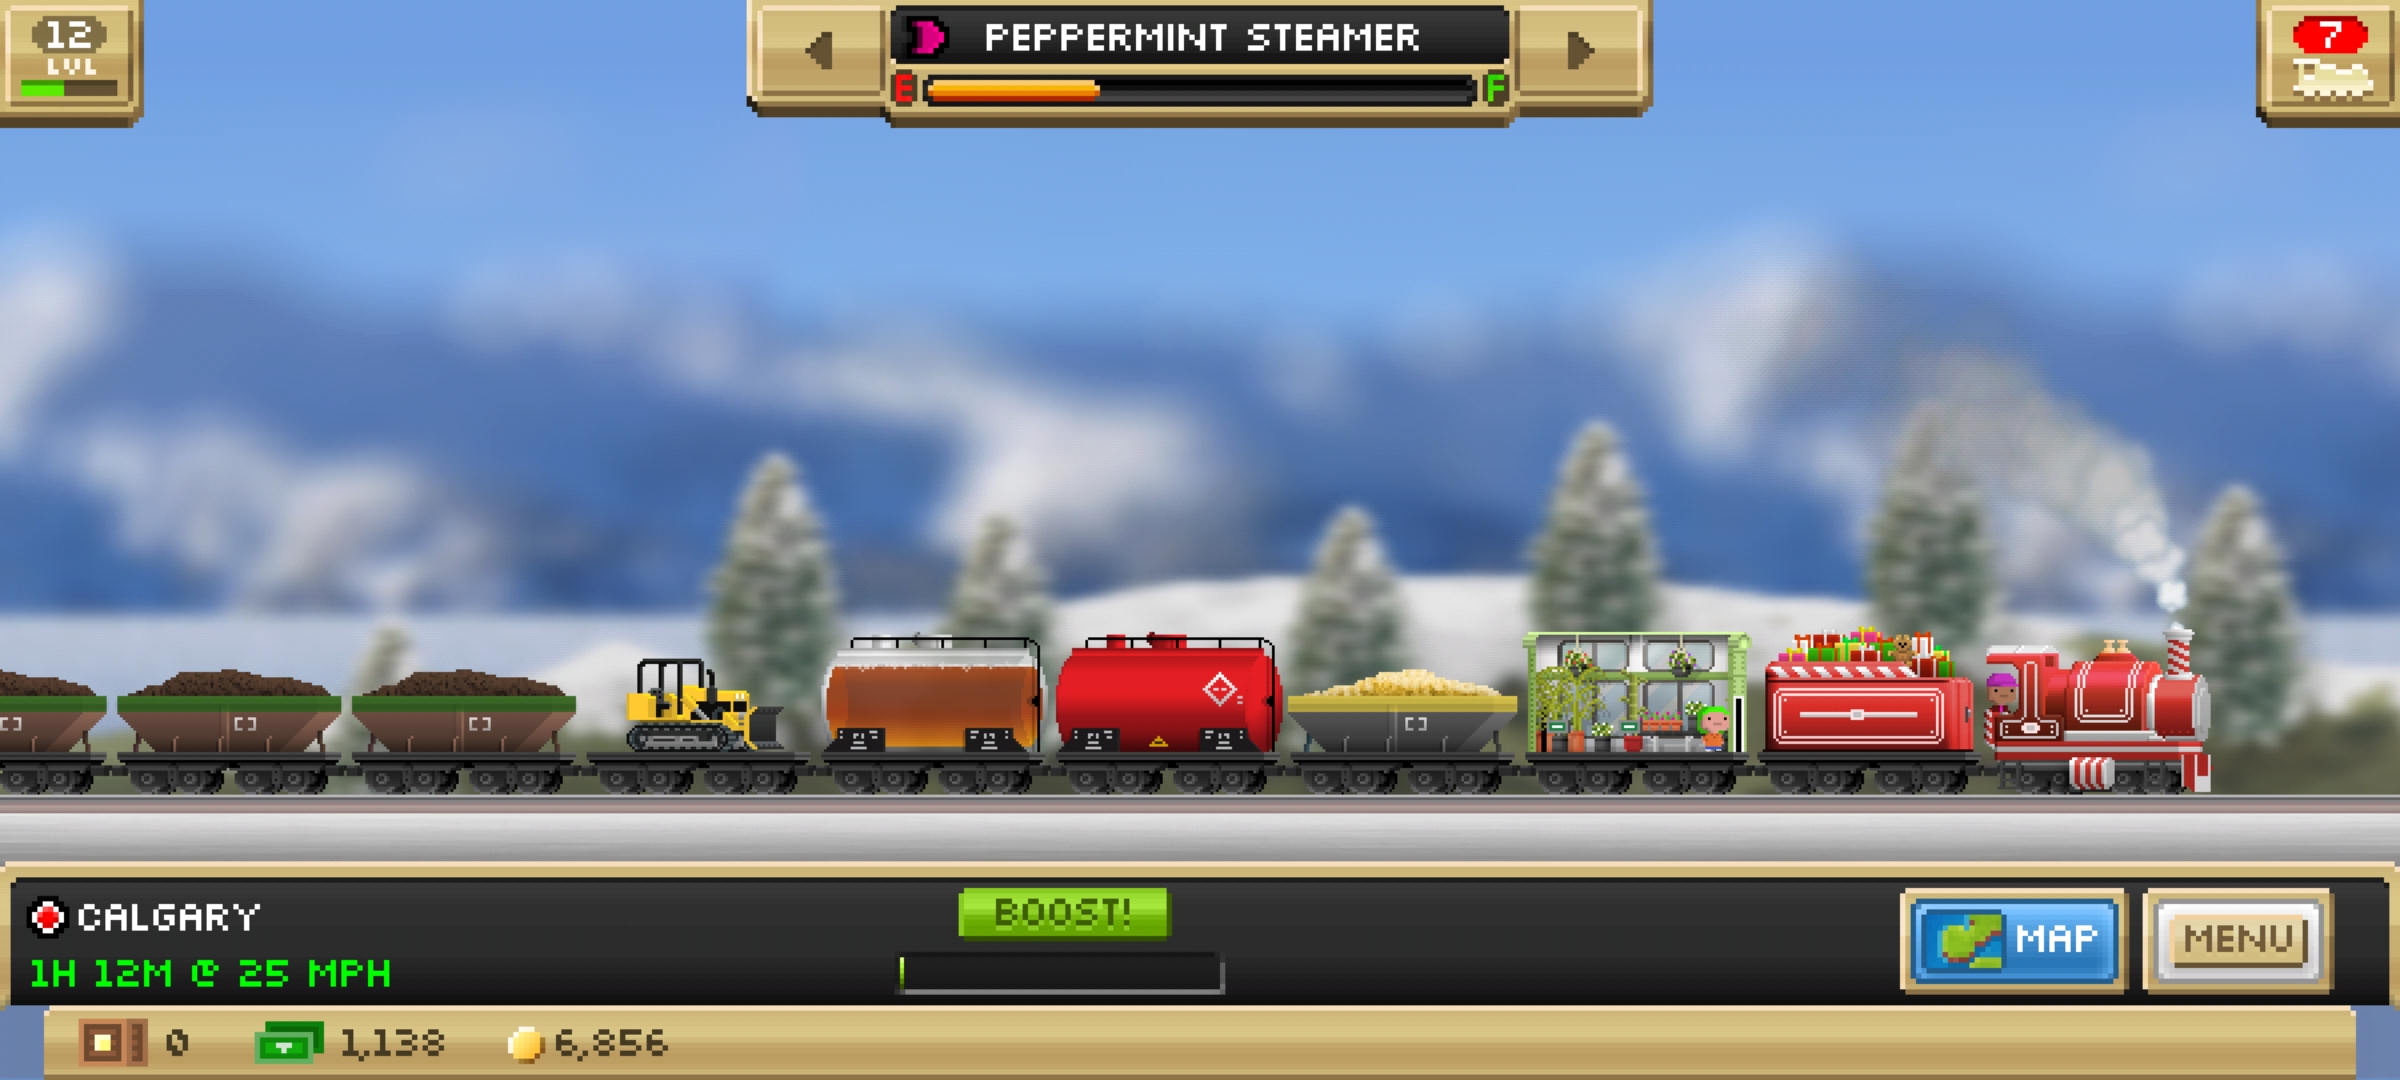 12
LVL
PEPPERMINT STEAMER
E
F
7
CALGARY
1H 12M @ 25 MPH
BOOST!
MAP
MENU
0
1,138
6,856